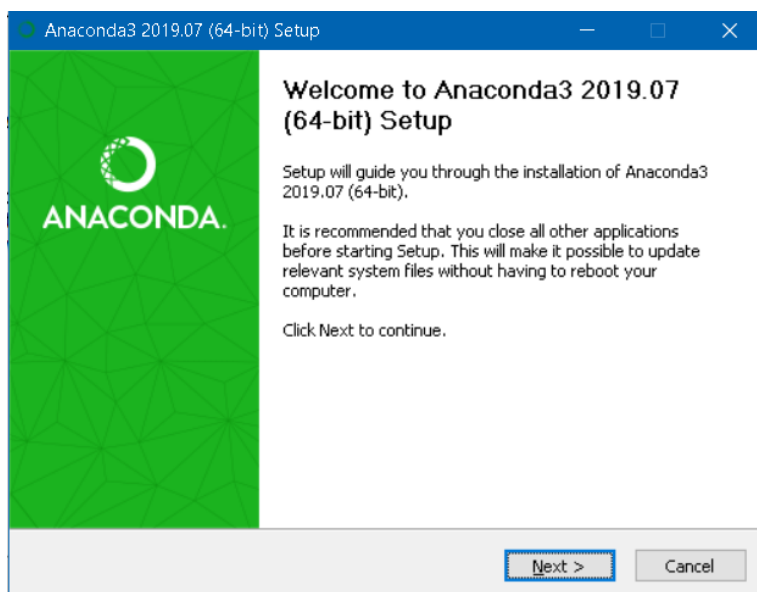 Anaconda3 2019.07 (64-bit) Setup
Welcome to Anaconda3 2019.07
(64-bit) Setup
Setup will guide you through the installation of Anaconda3
2019.07 (64-bit).
ANACONDA.
It is recommended that you close all other applications
before starting Setup. This will make it possible to update
relevant system files without having to reboot your
computer.
Click Next to continue.
Next >
Cancel